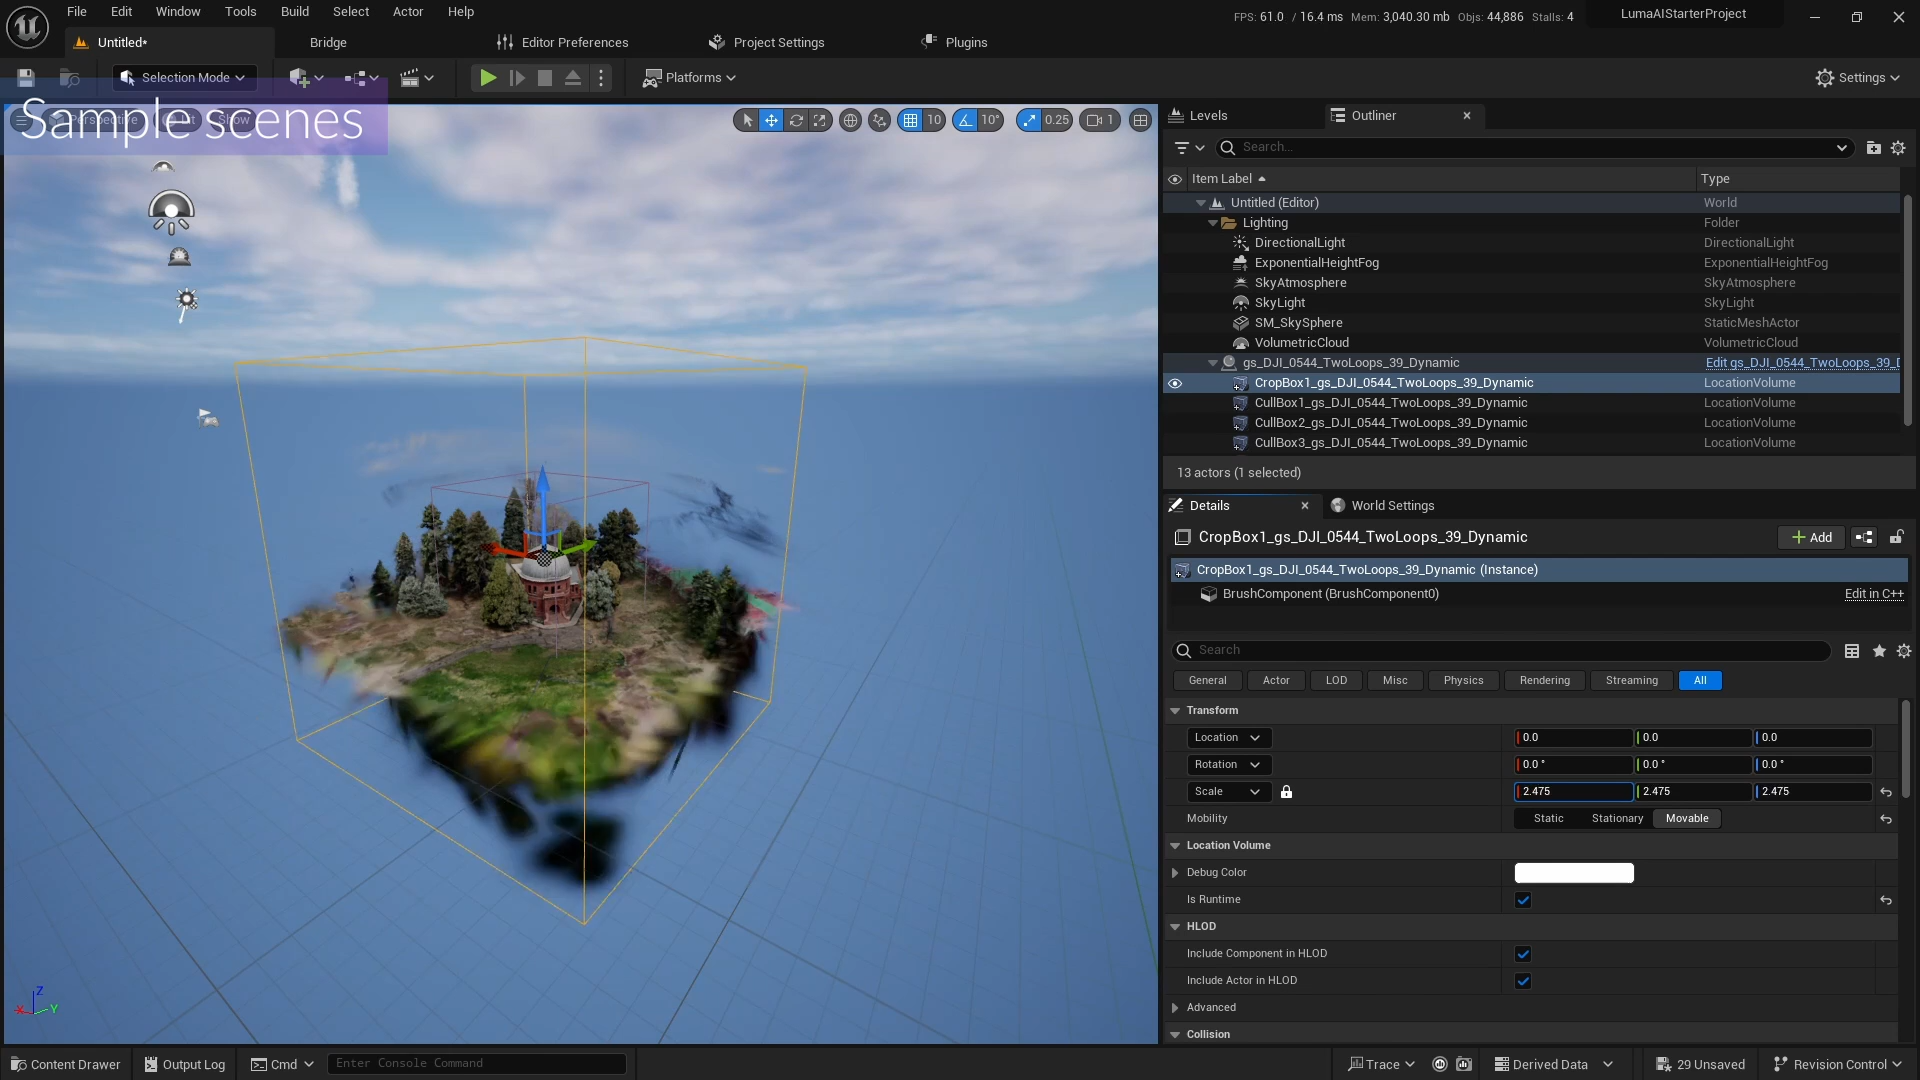 File Edit Window Tools Build Select Actor Help
FPS: 61.0 / 16.4 ms Mem: 3,040.30 mb Objs: 44,886 Stalls: 4
LumaAIStarterProject
Untitled*
Bridge
Editor Preferences
Project Settings
Plugins
Selection Mode
Platforms
Settings
Sample scenes
Perspective
Lit
Show
10
10°
0.25
1
Levels
Outliner
Search...
Item Label Type
Untitled (Editor) World
Lighting Folder
DirectionalLight DirectionalLight
ExponentialHeightFog ExponentialHeightFog
SkyAtmosphere SkyAtmosphere
SkyLight SkyLight
SM_SkySphere StaticMeshActor
VolumetricCloud VolumetricCloud
gs_DJI_0544_TwoLoops_39_Dynamic Edit gs_DJI_0544_TwoLoops_39_D
CropBox1_gs_DJI_0544_TwoLoops_39_Dynamic LocationVolume
CullBox1_gs_DJI_0544_TwoLoops_39_Dynamic LocationVolume
CullBox2_gs_DJI_0544_TwoLoops_39_Dynamic LocationVolume
CullBox3_gs_DJI_0544_TwoLoops_39_Dynamic LocationVolume
13 actors (1 selected)
Details
World Settings
CropBox1_gs_DJI_0544_TwoLoops_39_Dynamic
Add
CropBox1_gs_DJI_0544_TwoLoops_39_Dynamic (Instance)
BrushComponent (BrushComponent0) Edit in C++
Search
General Actor LOD Misc Physics Rendering Streaming All
Transform
Location 0.0 0.0 0.0
Rotation 0.0 ° 0.0 ° 0.0 °
Scale 2.475 2.475 2.475
Mobility Static Stationary Movable
Location Volume
Debug Color
Is Runtime
HLOD
Include Component in HLOD
Include Actor in HLOD
Advanced
Collision
Z
X
Y
Content Drawer
Output Log
Cmd
Enter Console Command
Trace
Derived Data
29 Unsaved
Revision Control